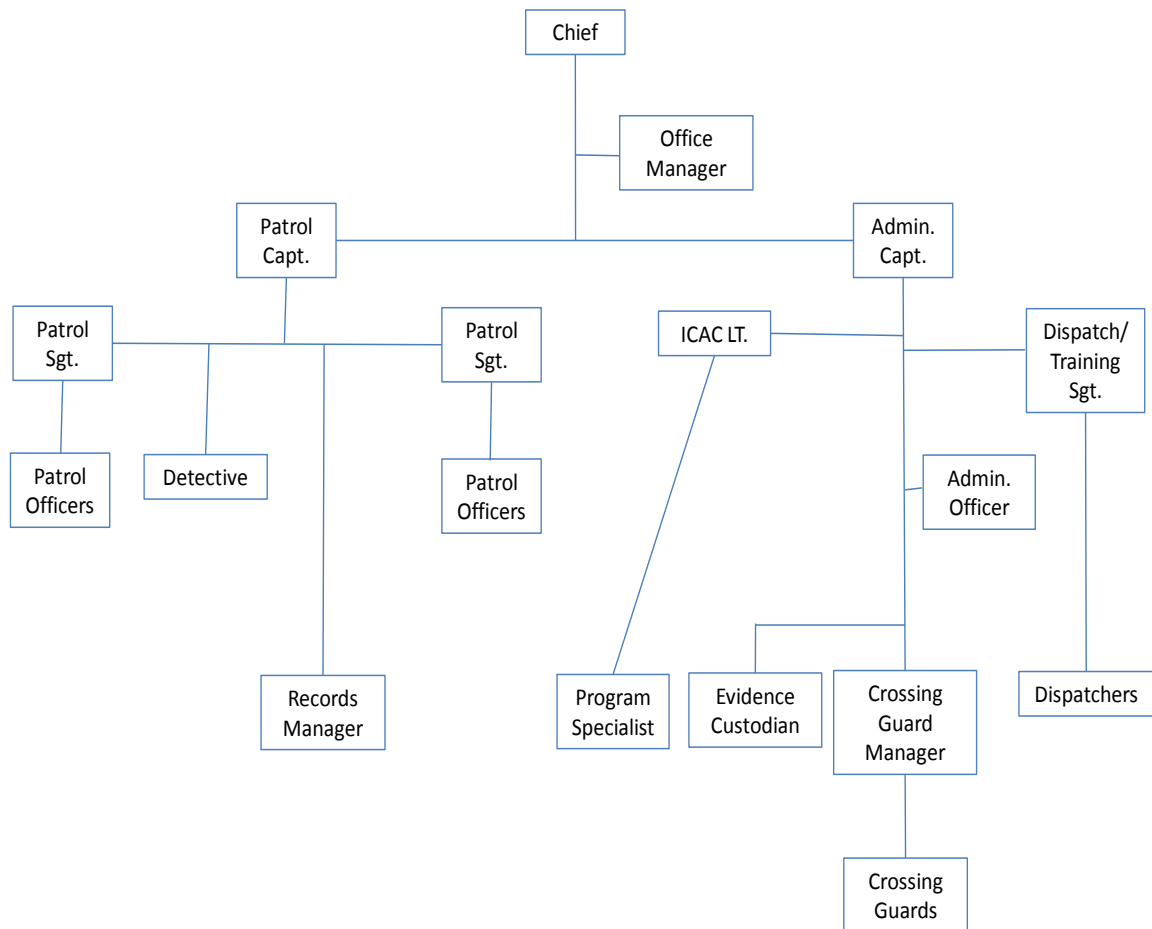 Chief
Office
Manager
Patrol
Capt.
Admin.
Capt.
Patrol
Sgt.
Patrol
Sgt.
ICAC LT.
Dispatch/
Training
Sgt.
Patrol
Officers
Detective
Patrol
Officers
Admin.
Officer
Records
Manager
Program
Specialist
Evidence
Custodian
Crossing
Guard
Manager
Dispatchers
Crossing
Guards